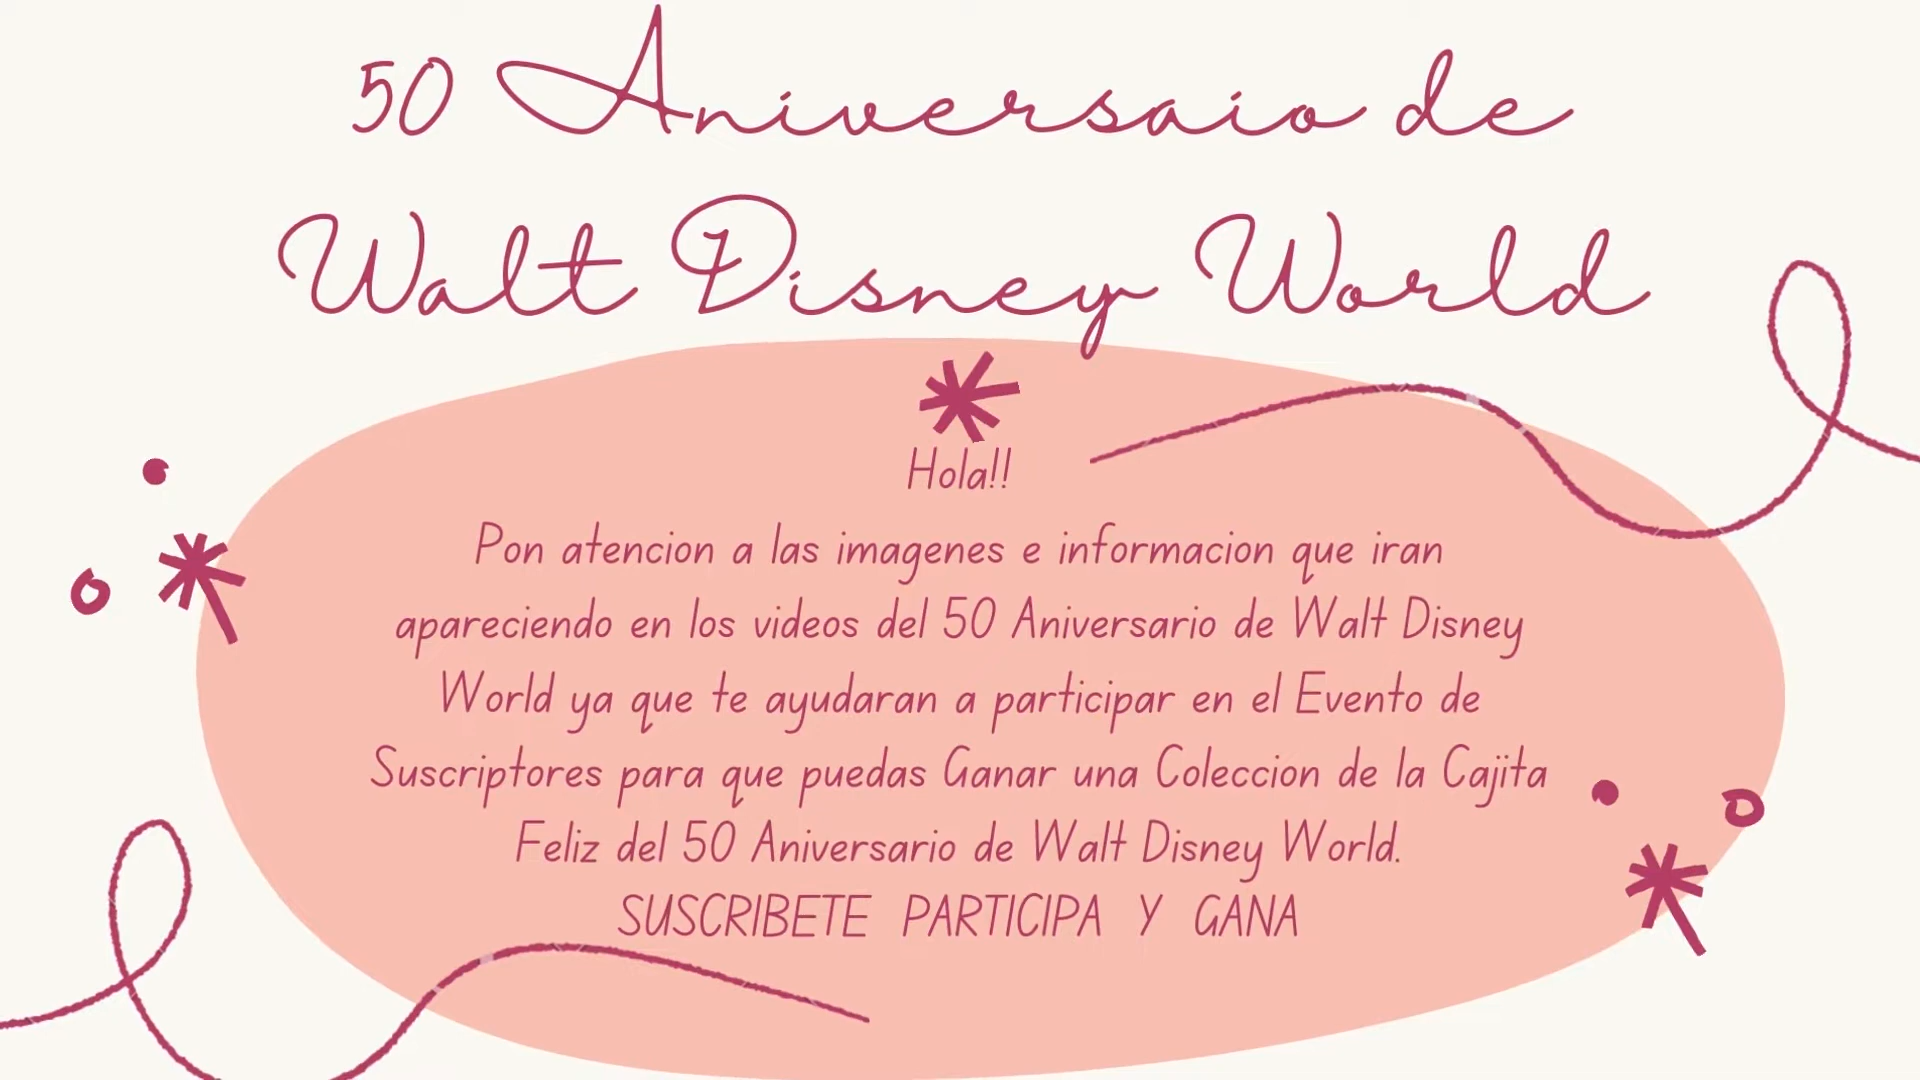 50 Aniversaio de
Walt Disney World
Hola!!
Pon atencion a las imagenes e informacion que iran
apareciendo en los videos del 50 Aniversario de Walt Disney
World ya que te ayudaran a participar en el Evento de
Suscriptores para que puedas Ganar una Coleccion de la Cajita
Feliz del 50 Aniversario de Walt Disney World.
SUSCRIBETE PARTICIPA Y GANA